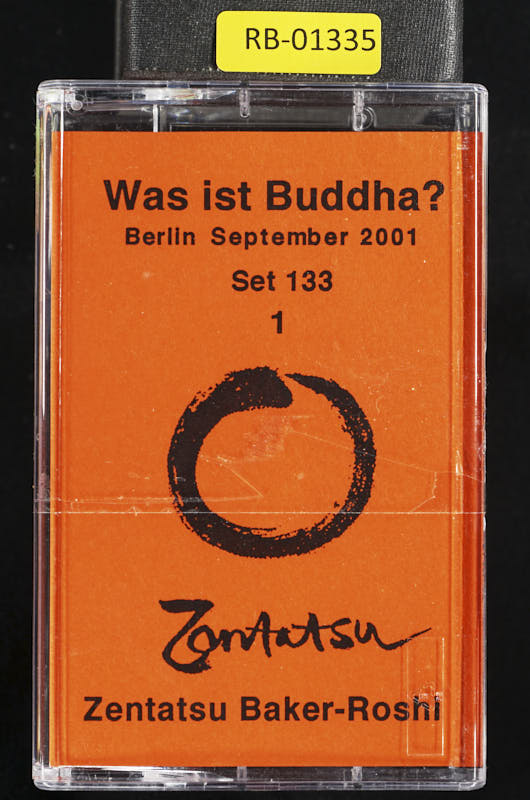 RB-01335
Was ist Buddha?
Berlin September 2001
Set 133
1
Zentatsu
Zentatsu Baker-Roshi